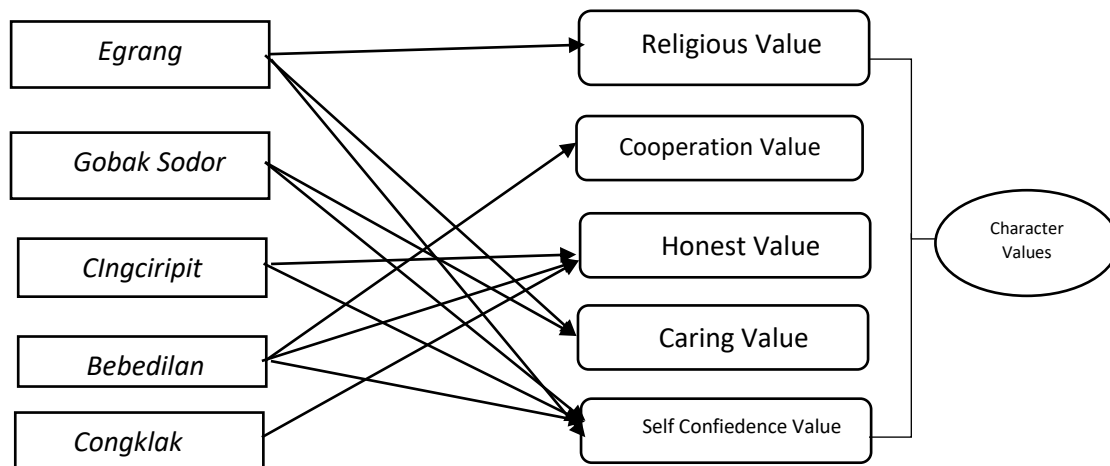 Egrang
Gobak Sodor
CIngciripit
Bebedilan
Congklak
Religious Value
Cooperation Value
Honest Value
Caring Value
Self Confiedence Value
Character
Values